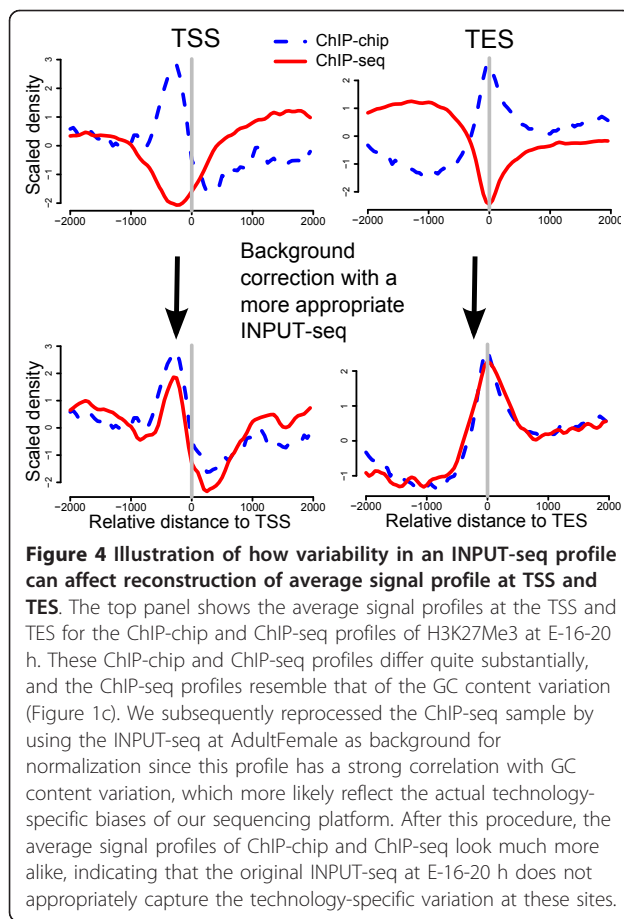 TSS
ChIP-chip
ChIP-seq
TES
Scaled density
3
2
1
0
-1
-2
2
1
0
-1
-2
-2000 -1000 0 1000 2000
-2000 -1000 0 1000 2000
Background
correction with a
more appropriate
INPUT-seq
Scaled density
3
2
1
0
-1
-2
2
1
0
-1
-2000 -1000 0 1000 2000
-2000 -1000 0 1000 2000
Relative distance to TSS
Relative distance to TES
Figure 4 Illustration of how variability in an INPUT-seq profile
can affect reconstruction of average signal profile at TSS and
TES. The top panel shows the average signal profiles at the TSS and
TES for the ChIP-chip and ChIP-seq profiles of H3K27Me3 at E-16-20
h. These ChIP-chip and ChIP-seq profiles differ quite substantially,
and the ChIP-seq profiles resemble that of the GC content variation
(Figure 1c). We subsequently reprocessed the ChIP-seq sample by
using the INPUT-seq at AdultFemale as background for
normalization since this profile has a strong correlation with GC
content variation, which more likely reflect the actual technology-
specific biases of our sequencing platform. After this procedure, the
average signal profiles of ChIP-chip and ChIP-seq look much more
alike, indicating that the original INPUT-seq at E-16-20 h does not
appropriately capture the technology-specific variation at these sites.